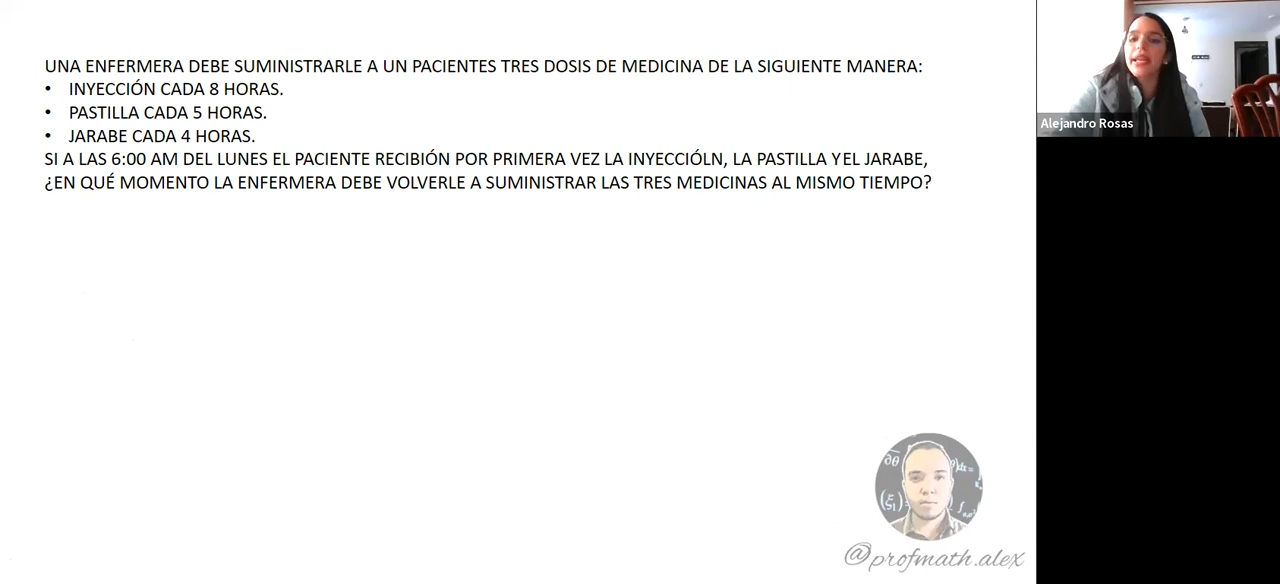 UNA ENFERMERA DEBE SUMINISTRARLE A UN PACIENTES TRES DOSIS DE MEDICINA DE LA SIGUIENTE MANERA:
• INYECCIÓN CADA 8 HORAS.
• PASTILLA CADA 5 HORAS.
• JARABE CADA 4 HORAS.
SI A LAS 6:00 AM DEL LUNES EL PACIENTE RECIBIÓN POR PRIMERA VEZ LA INYECCIÓLN, LA PASTILLA Y EL JARABE,
¿EN QUÉ MOMENTO LA ENFERMERA DEBE VOLVERLE A SUMINISTRAR LAS TRES MEDICINAS AL MISMO TIEMPO?
Alejandro Rosas
@profmath.alex